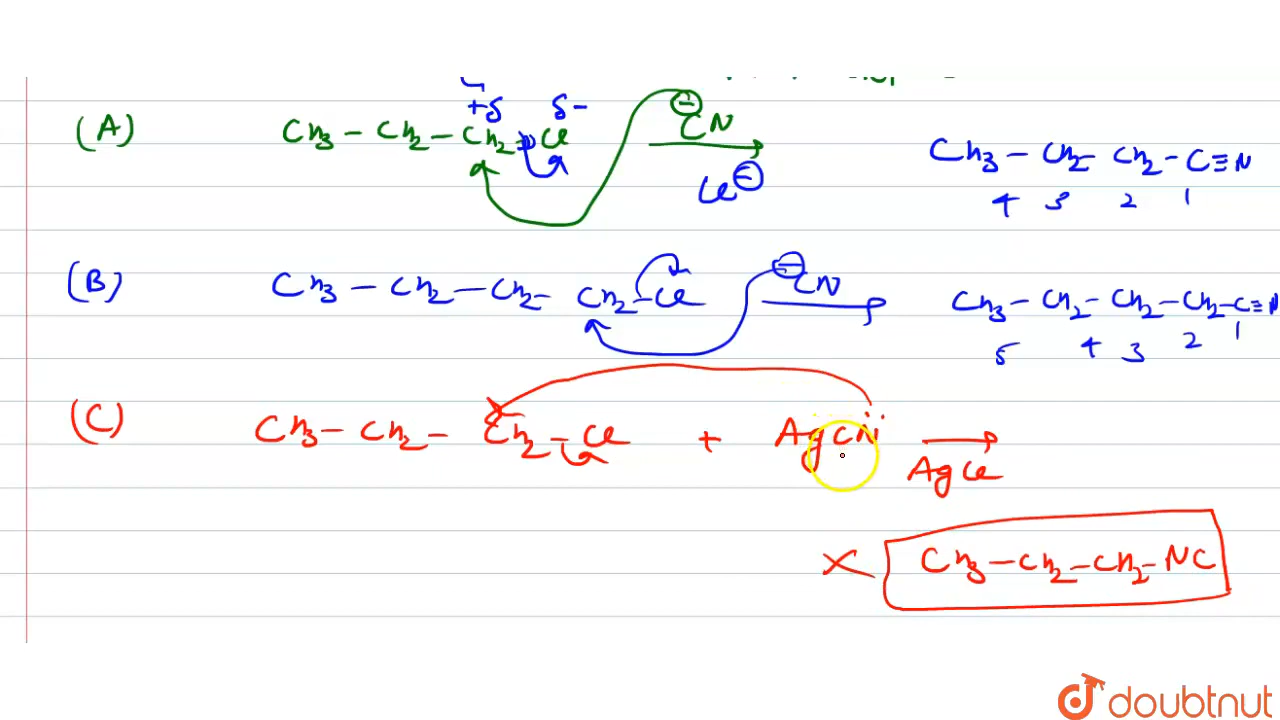 (A) CH3 – CH2 – CH2 – Cl ⊖CN Cl⊖ CH3 – CH2 – CH2 – C≡N
+δ δ–
4 3 2 1
(B) CH3 – CH2 – CH2 – CH2 – Cl ⊖CN CH3 – CH2 – CH2 – CH2 – C≡N
5 4 3 2 1
(C) CH3 – CH2 – CH2 – Cl + AgCN AgCl
× CH3 – CH2 – CH2 – NC
doubtnut